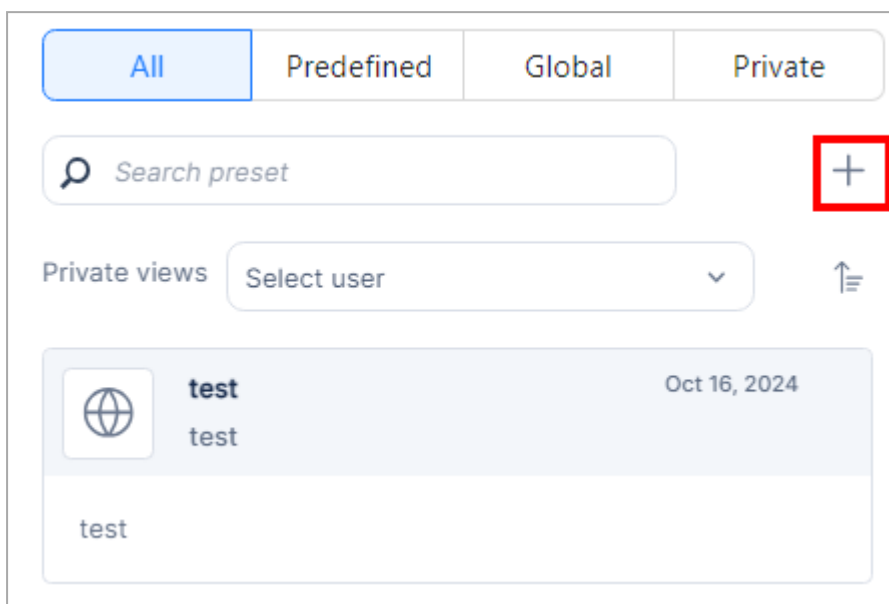 All Predefined Global Private
Search preset
Private views Select user
test Oct 16, 2024
test
test